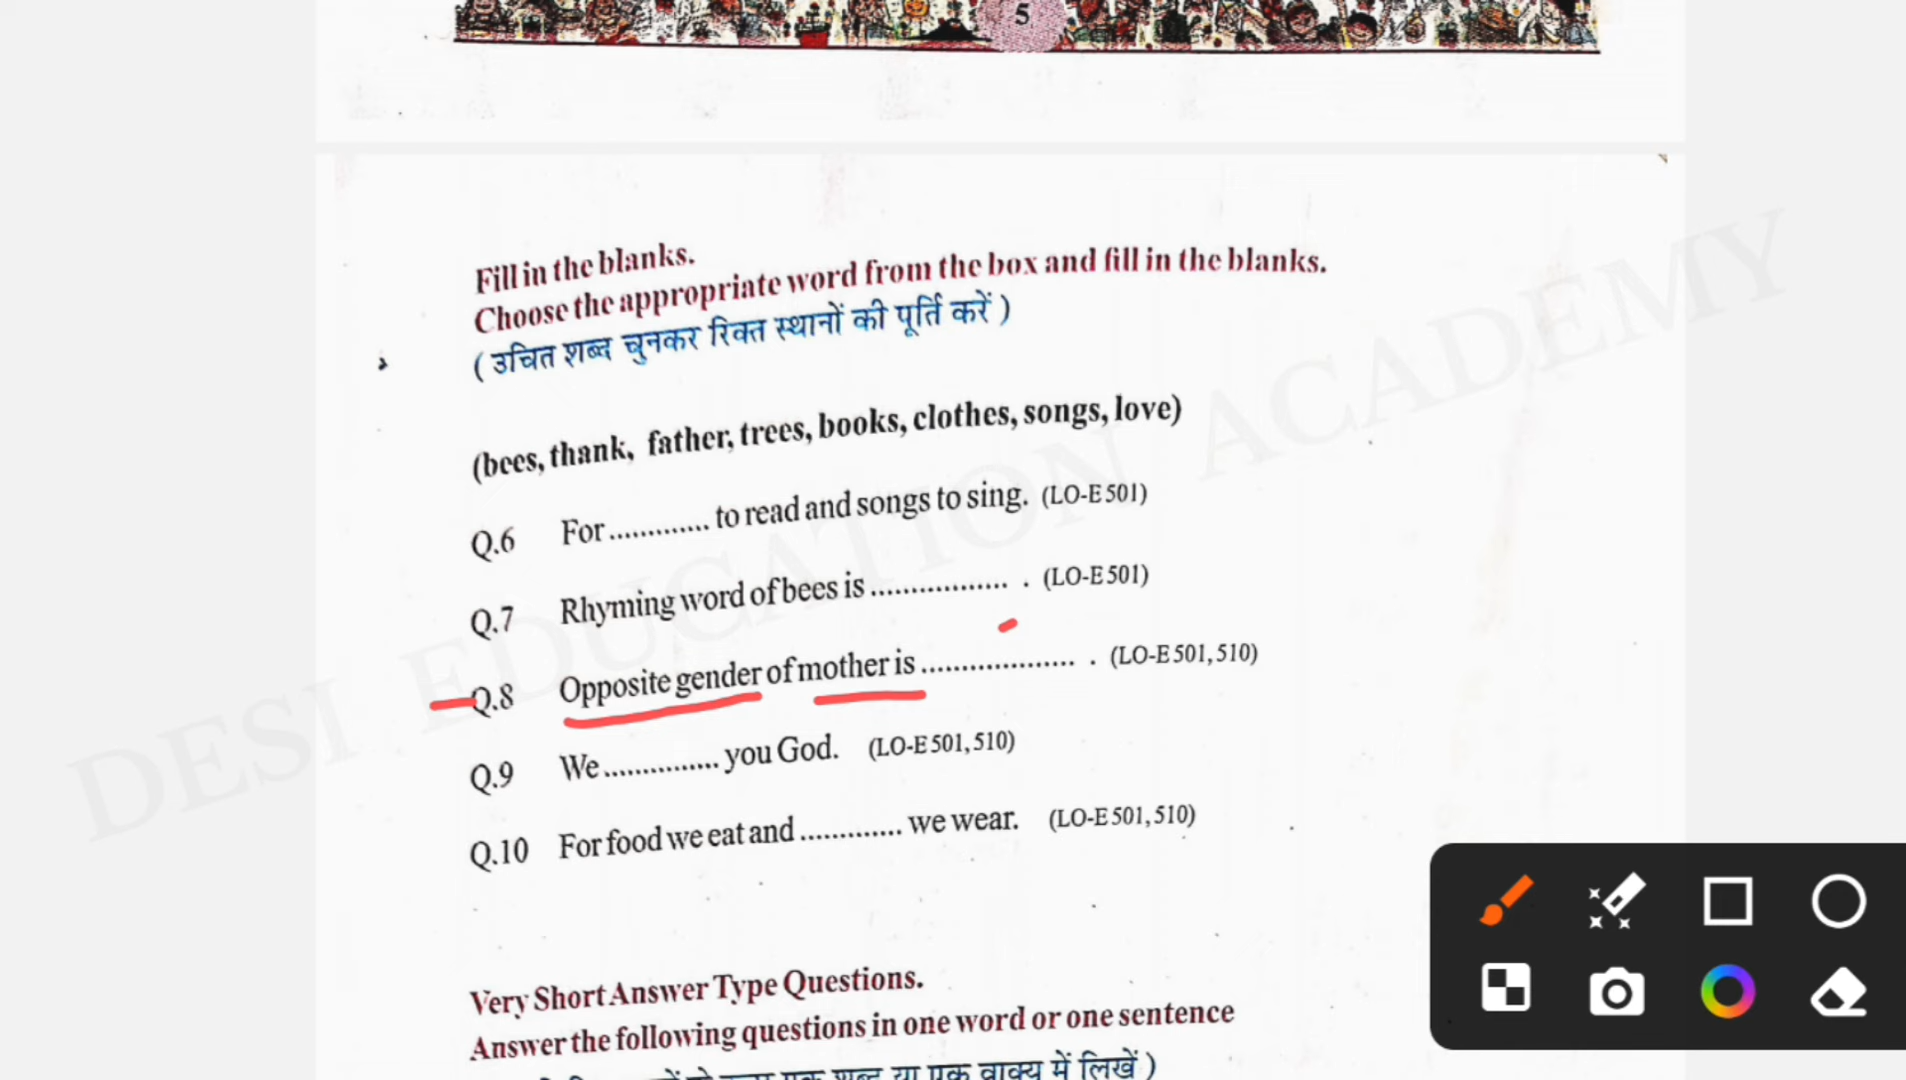 5
Fill in the blanks.
Choose the appropriate word from the box and fill in the blanks.
( उचित शब्द चुनकर रिक्त स्थानों की पूर्ति करें )
(bees, thank, father, trees, books, clothes, songs, love)
Q.6 For ............. to read and songs to sing. (LO-E 501)
Q.7 Rhyming word of bees is ................. . (LO-E 501)
Q.8 Opposite gender of mother is ................... . (LO-E 501, 510)
Q.9 We ............... you God. (LO-E 501, 510)
Q.10 For food we eat and ............. we wear. (LO-E 501, 510)
DESI EDUCATION ACADEMY
Very Short Answer Type Questions.
Answer the following questions in one word or one sentence
एक शब्द या एक वाक्य में लिखें )